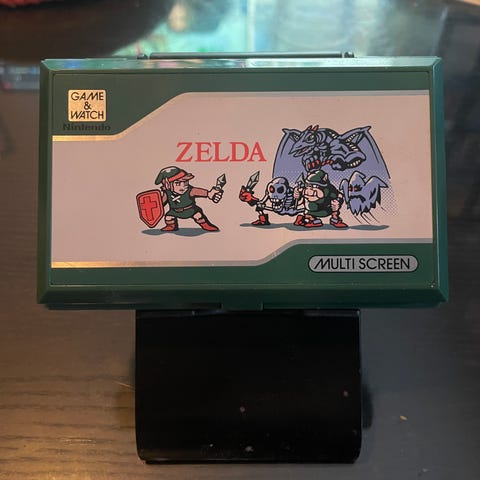 GAME
&
WATCH
Nintendo
ZELDA
MULTI SCREEN